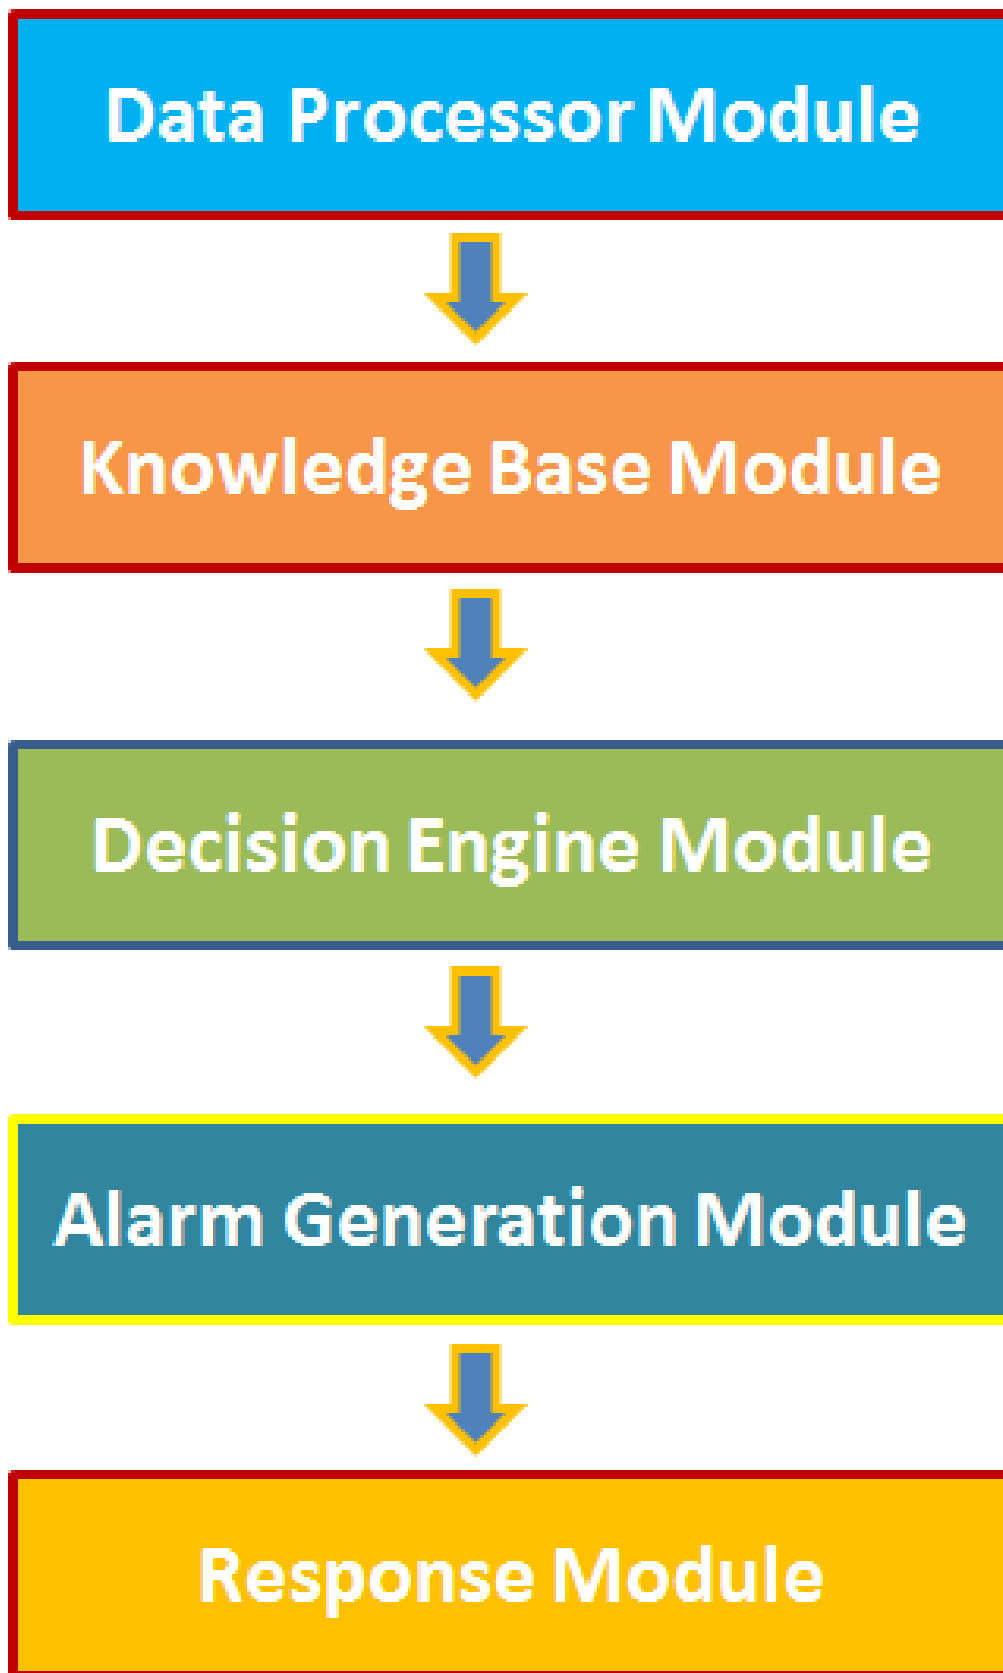 Data Processor Module
Knowledge Base Module
Decision Engine Module
Alarm Generation Module
Response Module